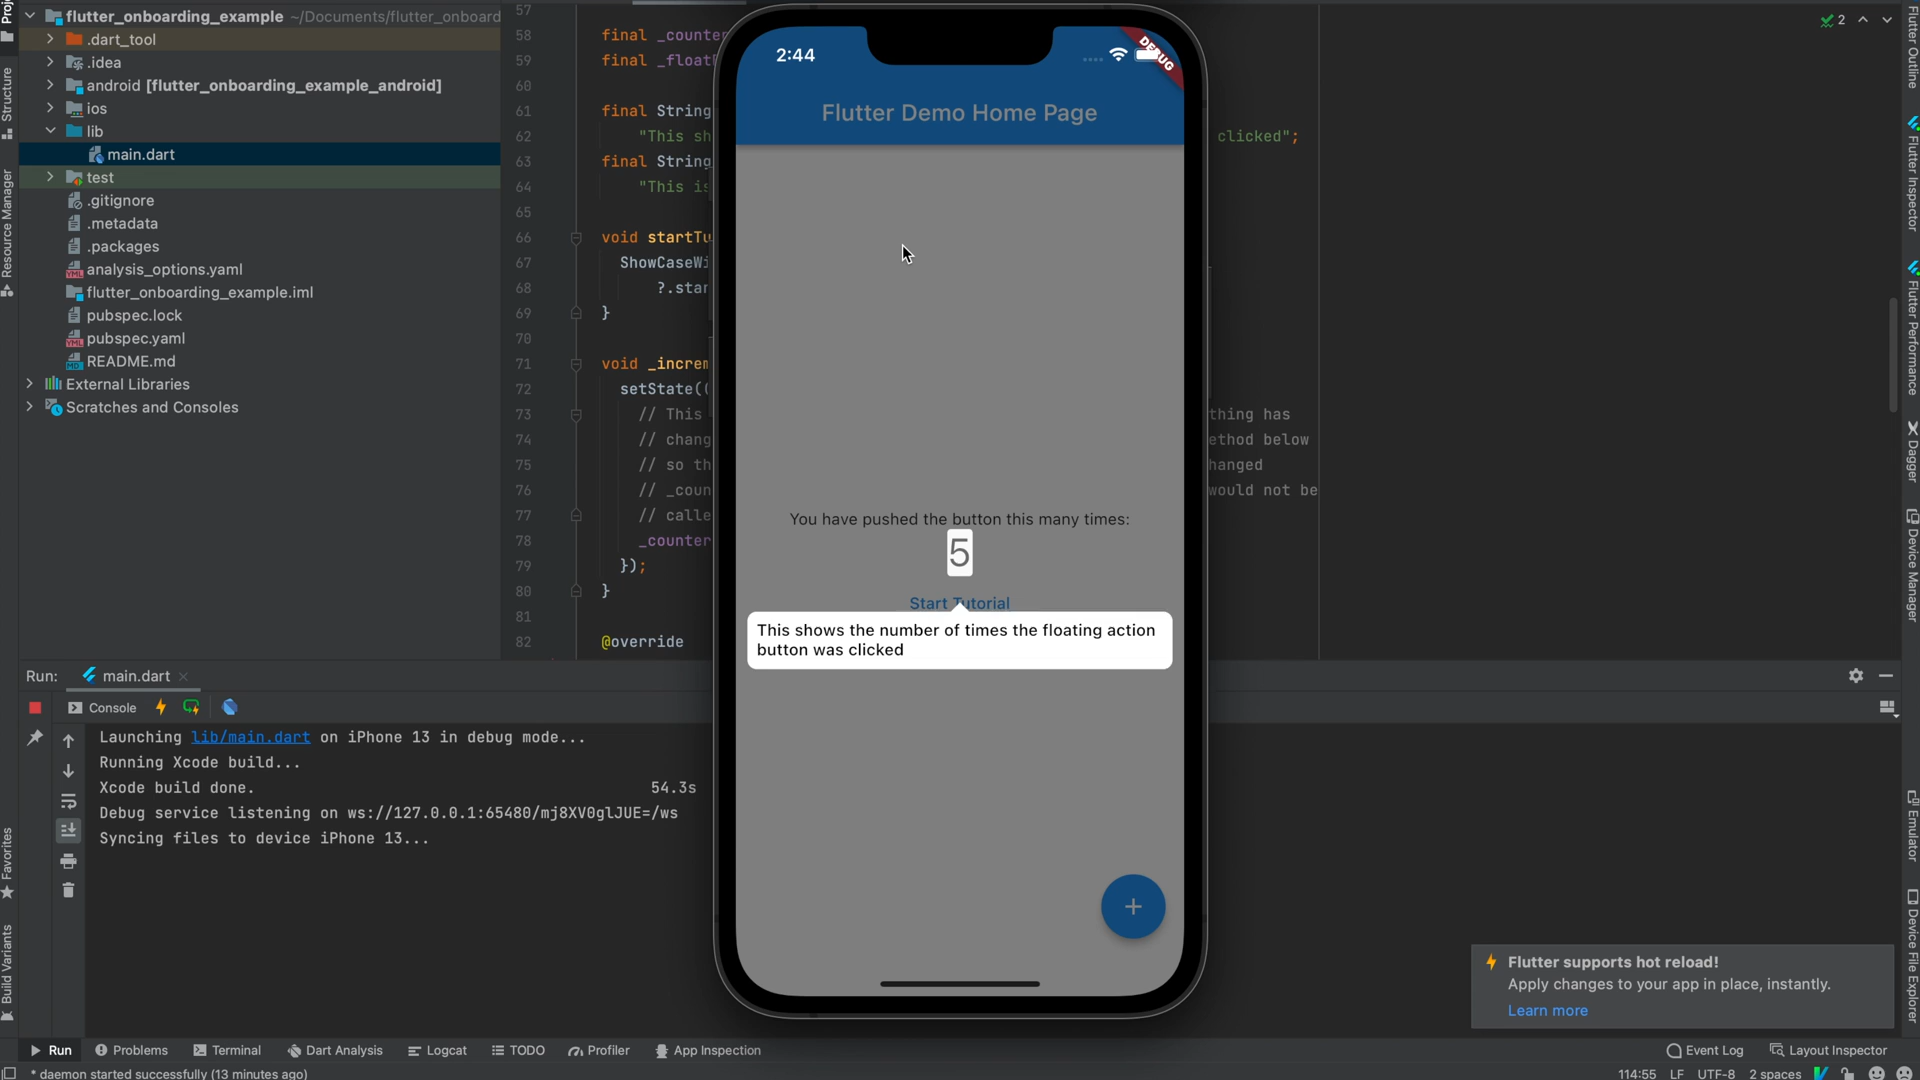 flutter_onboarding_example ~/Documents/flutter_onboard
.dart_tool
.idea
android [flutter_onboarding_example_android]
ios
lib
main.dart
test
.gitignore
.metadata
.packages
analysis_options.yaml
flutter_onboarding_example.iml
pubspec.lock
pubspec.yaml
README.md
External Libraries
Scratches and Consoles
Structure
Resource Manager
Favorites
Build Variants
57
58 final _counter
59 final _float
60
61 final String
62 "This sh clicked";
63 final String
64 "This is
65
66 void startTu
67 ShowCaseWi
68 ?.star
69 }
70
71 void _increm
72 setState((
73 // This thing has
74 // chang ethod below
75 // so th hanged
76 // _coun would not be
77 // calle
78 _counter
79 });
80 }
81
82 @override
2
2:44
DEBUG
Flutter Demo Home Page
You have pushed the button this many times:
5
Start Tutorial
This shows the number of times the floating action
button was clicked
+
Flutter Outline
Flutter Inspector
Flutter Performance
Dagger
Device Manager
Emulator
Device File Explorer
Run: main.dart
Console
Launching lib/main.dart on iPhone 13 in debug mode...
Running Xcode build...
Xcode build done. 54.3s
Debug service listening on ws://127.0.0.1:65480/mj8XV0glJUE=/ws
Syncing files to device iPhone 13...
Flutter supports hot reload!
Apply changes to your app in place, instantly.
Learn more
Run Problems Terminal Dart Analysis Logcat TODO Profiler App Inspection Event Log Layout Inspector
* daemon started successfully (13 minutes ago) 114:55 LF UTF-8 2 spaces